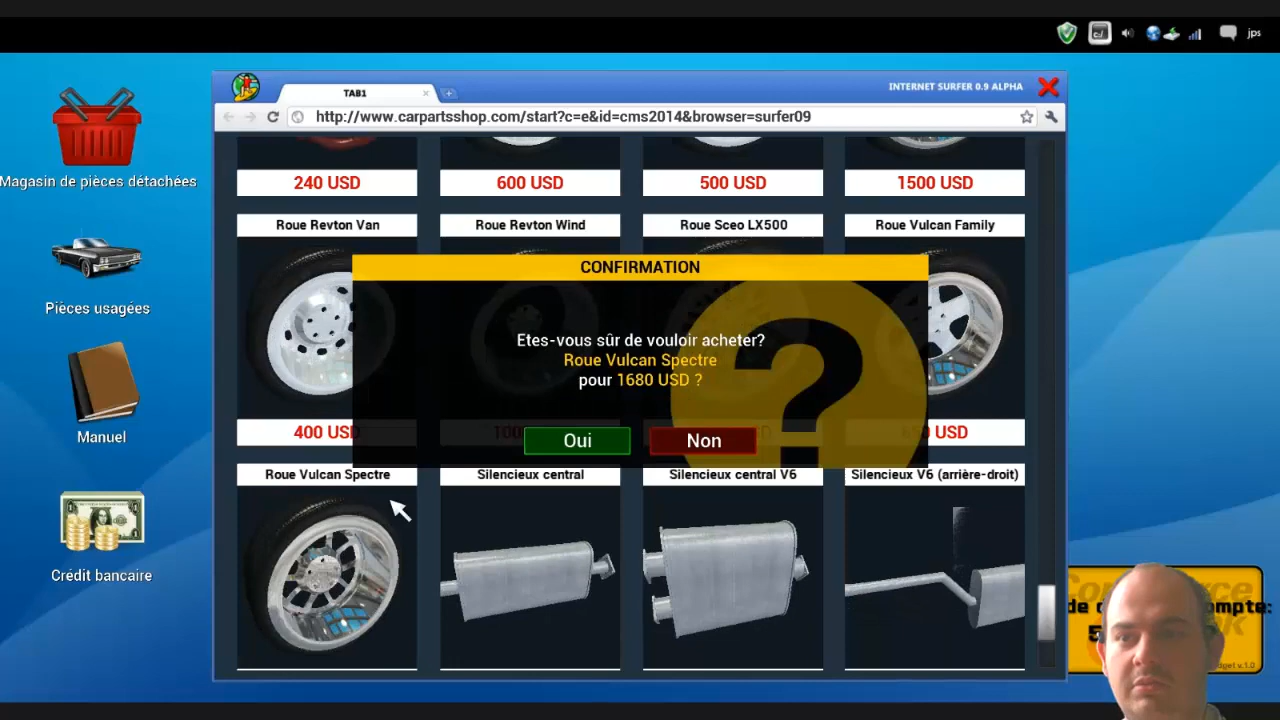 jps
TAB1
INTERNET SURFER 0.9 ALPHA
http://www.carpartsshop.com/start?c=e&id=cms2014&browser=surfer09
Magasin de pièces détachées
Pièces usagées
Manuel
Crédit bancaire
240 USD
600 USD
500 USD
1500 USD
Roue Revton Van
Roue Revton Wind
Roue Sceo LX500
Roue Vulcan Family
CONFIRMATION
Etes-vous sûr de vouloir acheter?
Roue Vulcan Spectre
pour 1680 USD ?
Oui
Non
400 USD
USD
Roue Vulcan Spectre
Silencieux central
Silencieux central V6
Silencieux V6 (arrière-droit)